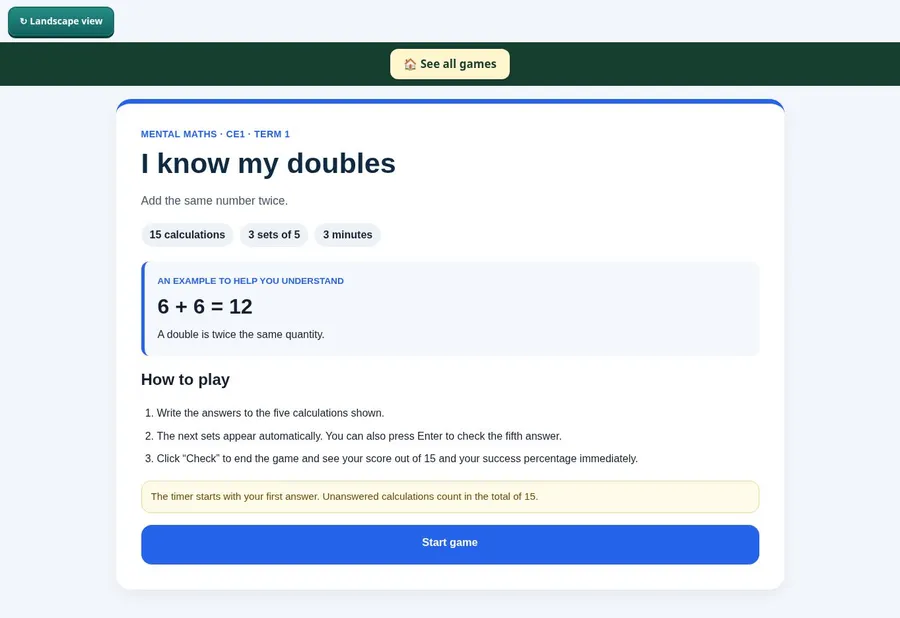 ↻ Landscape view
🏠 See all games
MENTAL MATHS · CE1 · TERM 1
I know my doubles
Add the same number twice.
15 calculations
3 sets of 5
3 minutes
AN EXAMPLE TO HELP YOU UNDERSTAND
6 + 6 = 12
A double is twice the same quantity.
How to play
1. Write the answers to the five calculations shown.
2. The next sets appear automatically. You can also press Enter to check the fifth answer.
3. Click “Check” to end the game and see your score out of 15 and your success percentage immediately.
The timer starts with your first answer. Unanswered calculations count in the total of 15.
Start game